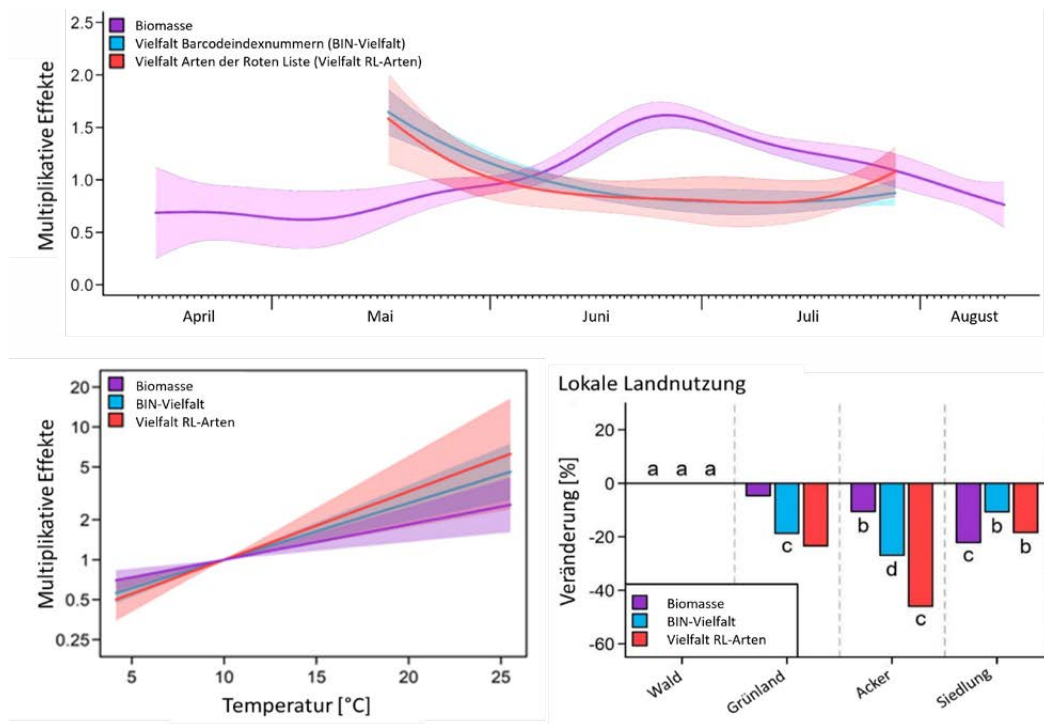 2.5
2.0
1.5
1.0
0.5
0.0
Multiplikative Effekte
Biomasse
Vielfalt Barcodeindexnummern (BIN-Vielfalt)
Vielfalt Arten der Roten Liste (Vielfalt RL-Arten)
April Mai Juni Juli August
20
10
5
2
1
0.5
0.25
Multiplikative Effekte
Biomasse
BIN-Vielfalt
Vielfalt RL-Arten
5 10 15 20 25
Temperatur [°C]
Lokale Landnutzung
20
0
-20
-40
-60
Veränderung [%]
a a a
c
b
d
c
c
b
b
Biomasse
BIN-Vielfalt
Vielfalt RL-Arten
Wald Grünland Acker Siedlung